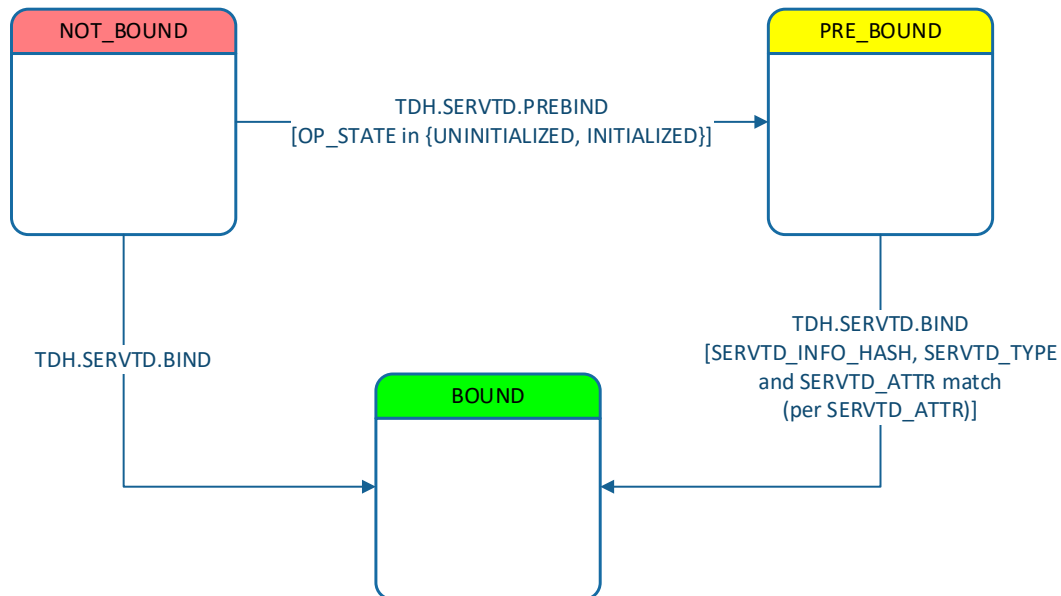 NOT_BOUND
PRE_BOUND
TDH.SERVTD.PREBIND
[OP_STATE in {UNINITIALIZED, INITIALIZED}]
TDH.SERVTD.BIND
TDH.SERVTD.BIND
[SERVTD_INFO_HASH, SERVTD_TYPE
and SERVTD_ATTR match
(per SERVTD_ATTR)]
BOUND